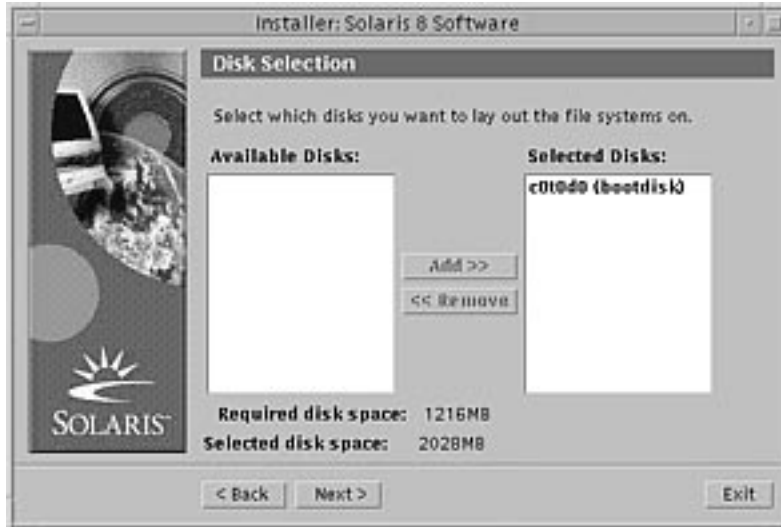 Installer: Solaris 8 Software
Disk Selection
Select which disks you want to lay out the file systems on.
Available Disks:
Selected Disks:
c0t0d0 (bootdisk)
Add >>
<< Remove
Required disk space: 1216MB
Selected disk space: 2028MB
SOLARIS™
< Back
Next >
Exit